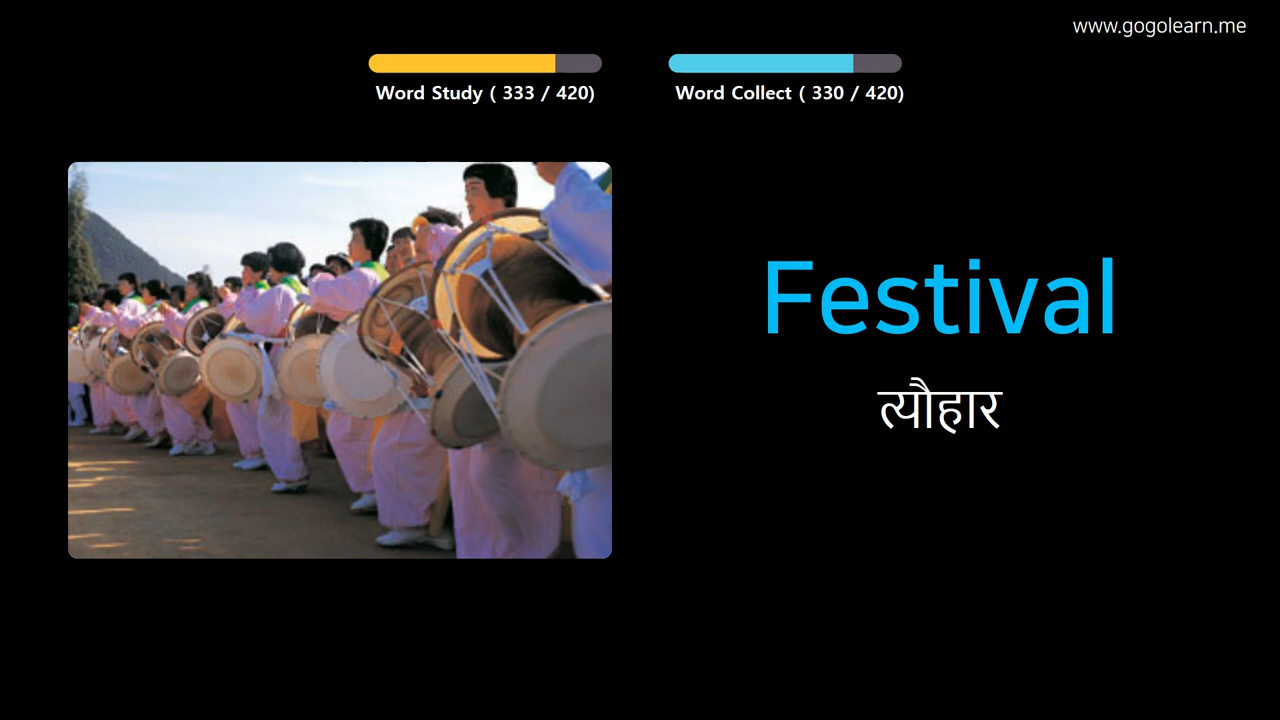 www.gogolearn.me
Word Study ( 333 / 420)
Word Collect ( 330 / 420)
Festival
त्यौहार